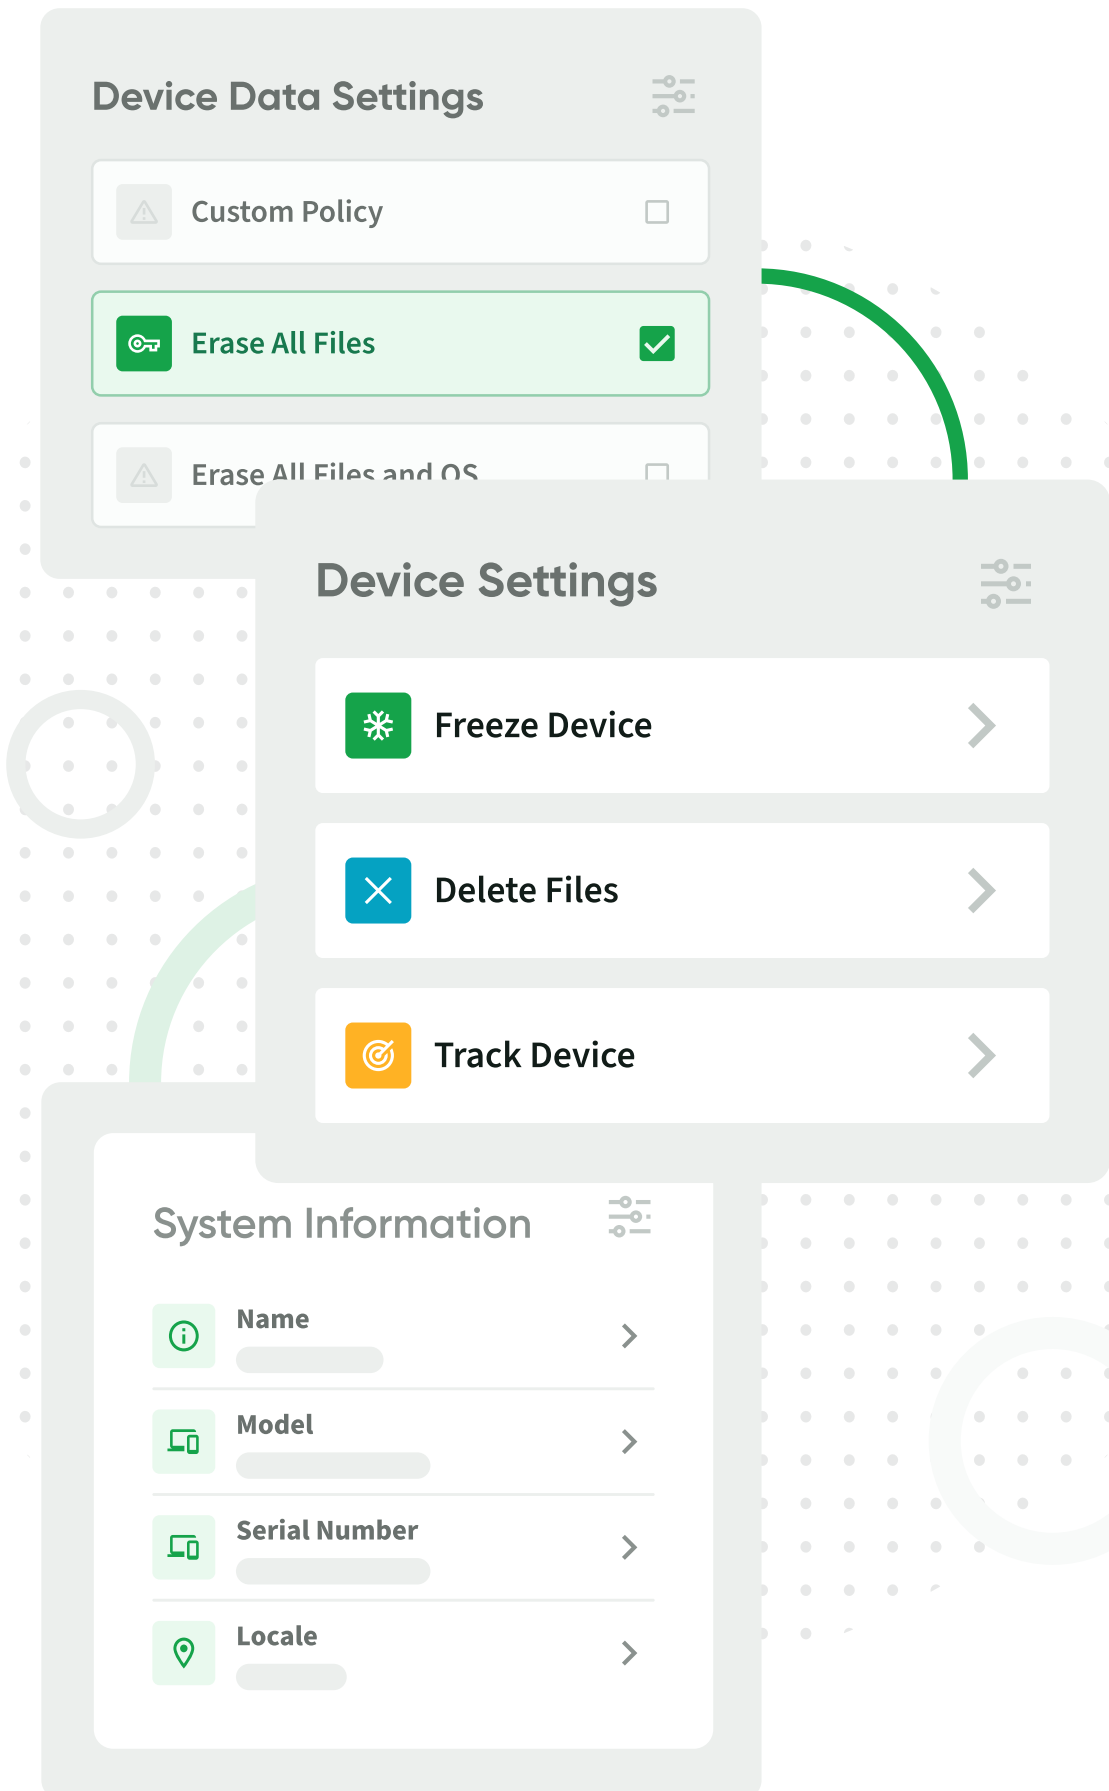 Device Data Settings
Custom Policy
Erase All Files
Erase All Files and OS
Device Settings
Freeze Device
Delete Files
Track Device
System Information
Name
Model
Serial Number
Locale